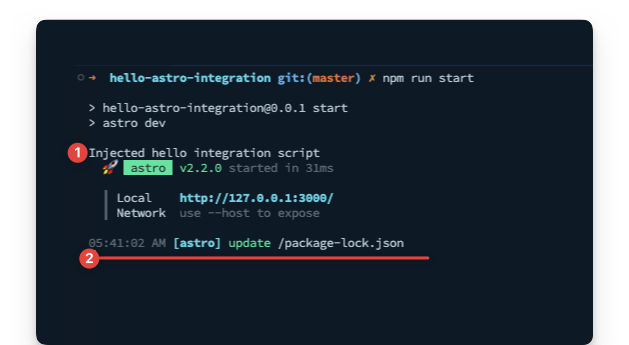 ➜ hello-astro-integration git:(master) ✗ npm run start
> hello-astro-integration@0.0.1 start
> astro dev
1 Injected hello integration script
🚀 astro v2.2.0 started in 31ms
Local http://127.0.0.1:3000/
Network use --host to expose
05:41:02 AM [astro] update /package-lock.json
2